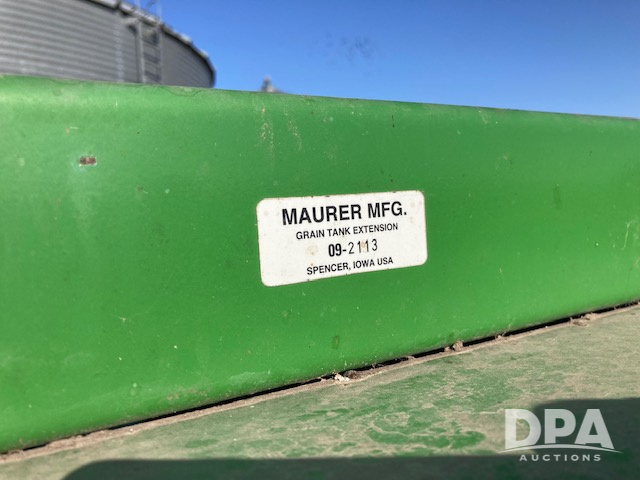 MAURER MFG.
GRAIN TANK EXTENSION
09-2113
SPENCER, IOWA USA
DPA
AUCTIONS